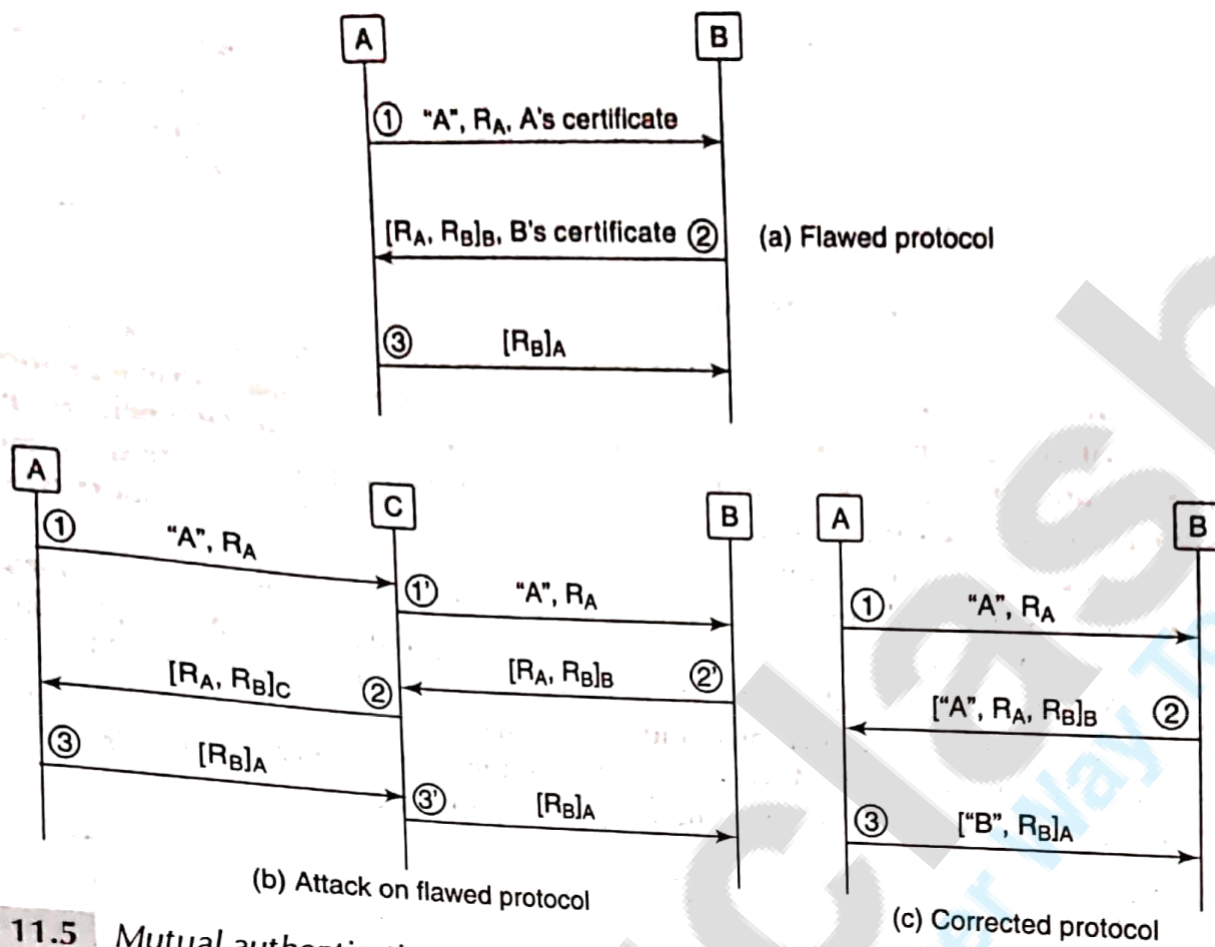 A
B
① "A", R_A, A's certificate
[R_A, R_B]_B, B's certificate ②
(a) Flawed protocol
③ [R_B]_A
A
C
B
① "A", R_A
①' "A", R_A
[R_A, R_B]_C ②
[R_A, R_B]_B ②'
③ [R_B]_A
③' [R_B]_A
(b) Attack on flawed protocol
A
B
① "A", R_A
["A", R_A, R_B]_B ②
③ ["B", R_B]_A
(c) Corrected protocol
11.5 Mutual
Way